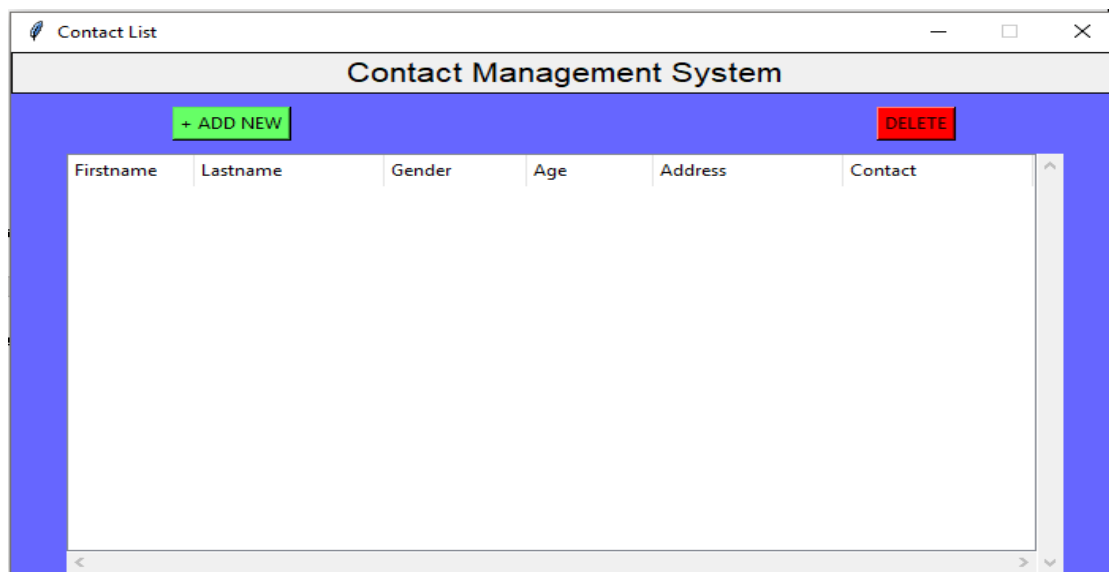 Contact List
Contact Management System
+ ADD NEW DELETE
Firstname Lastname Gender Age Address Contact